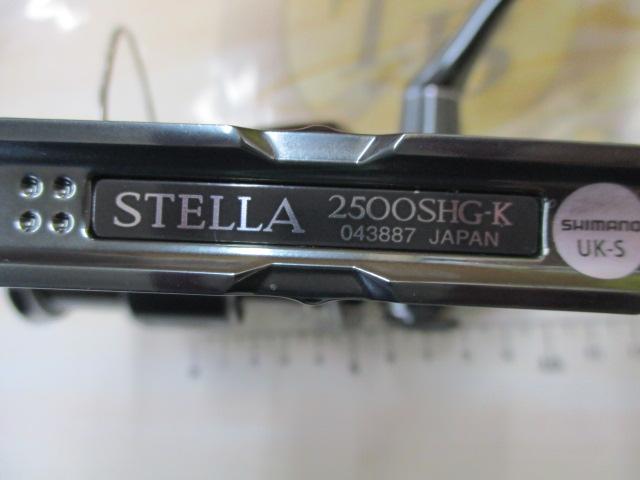 STELLA 2500SHG-K
043887 JAPAN
SHIMANO
UK-S